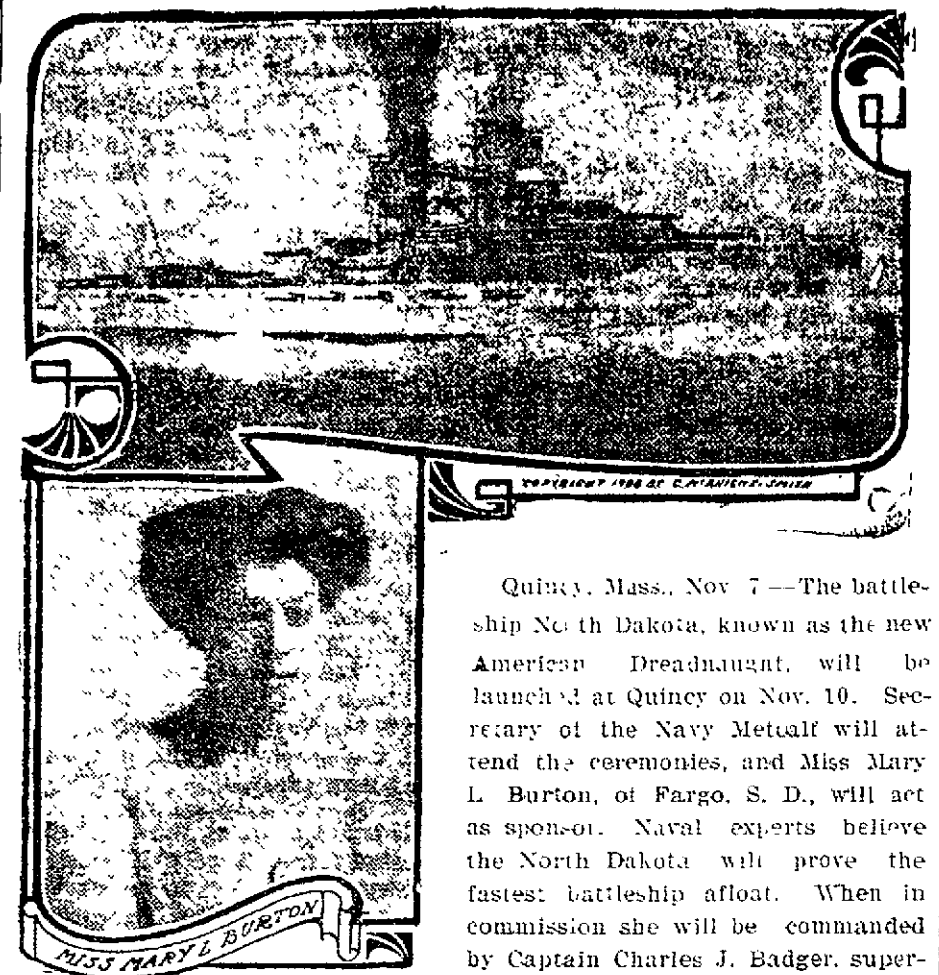 COPYRIGHT 1908 BY
MISS MARY L BURTON
Quincy, Mass., Nov 7—The battle-
ship North Dakota, known as the new
American Dreadnaught, will be
launched at Quincy on Nov. 10. Sec-
retary of the Navy Metcalf will at-
tend the ceremonies, and Miss Mary
L Burton, of Fargo, S. D., will act
as sponsor. Naval experts believe
the North Dakota will prove the
fastest battleship afloat. When in
commission she will be commanded
by Captain Charles J. Badger, super-